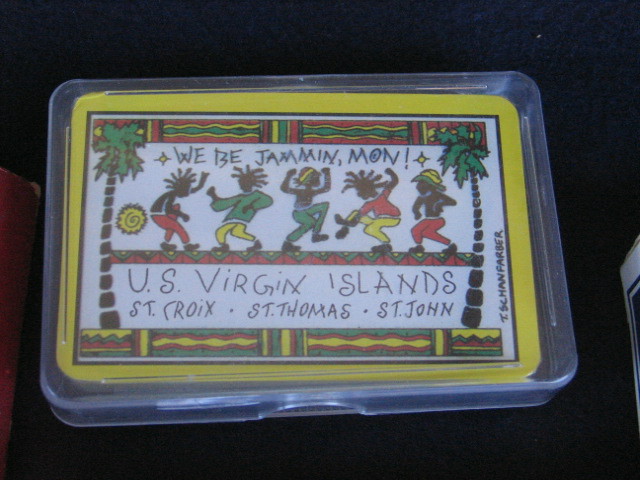 WE BE JAMMIN, MON!
U.S. VIRGIN ISLANDS
ST. CROIX · ST. THOMAS · ST. JOHN
T. SCHANFARBER